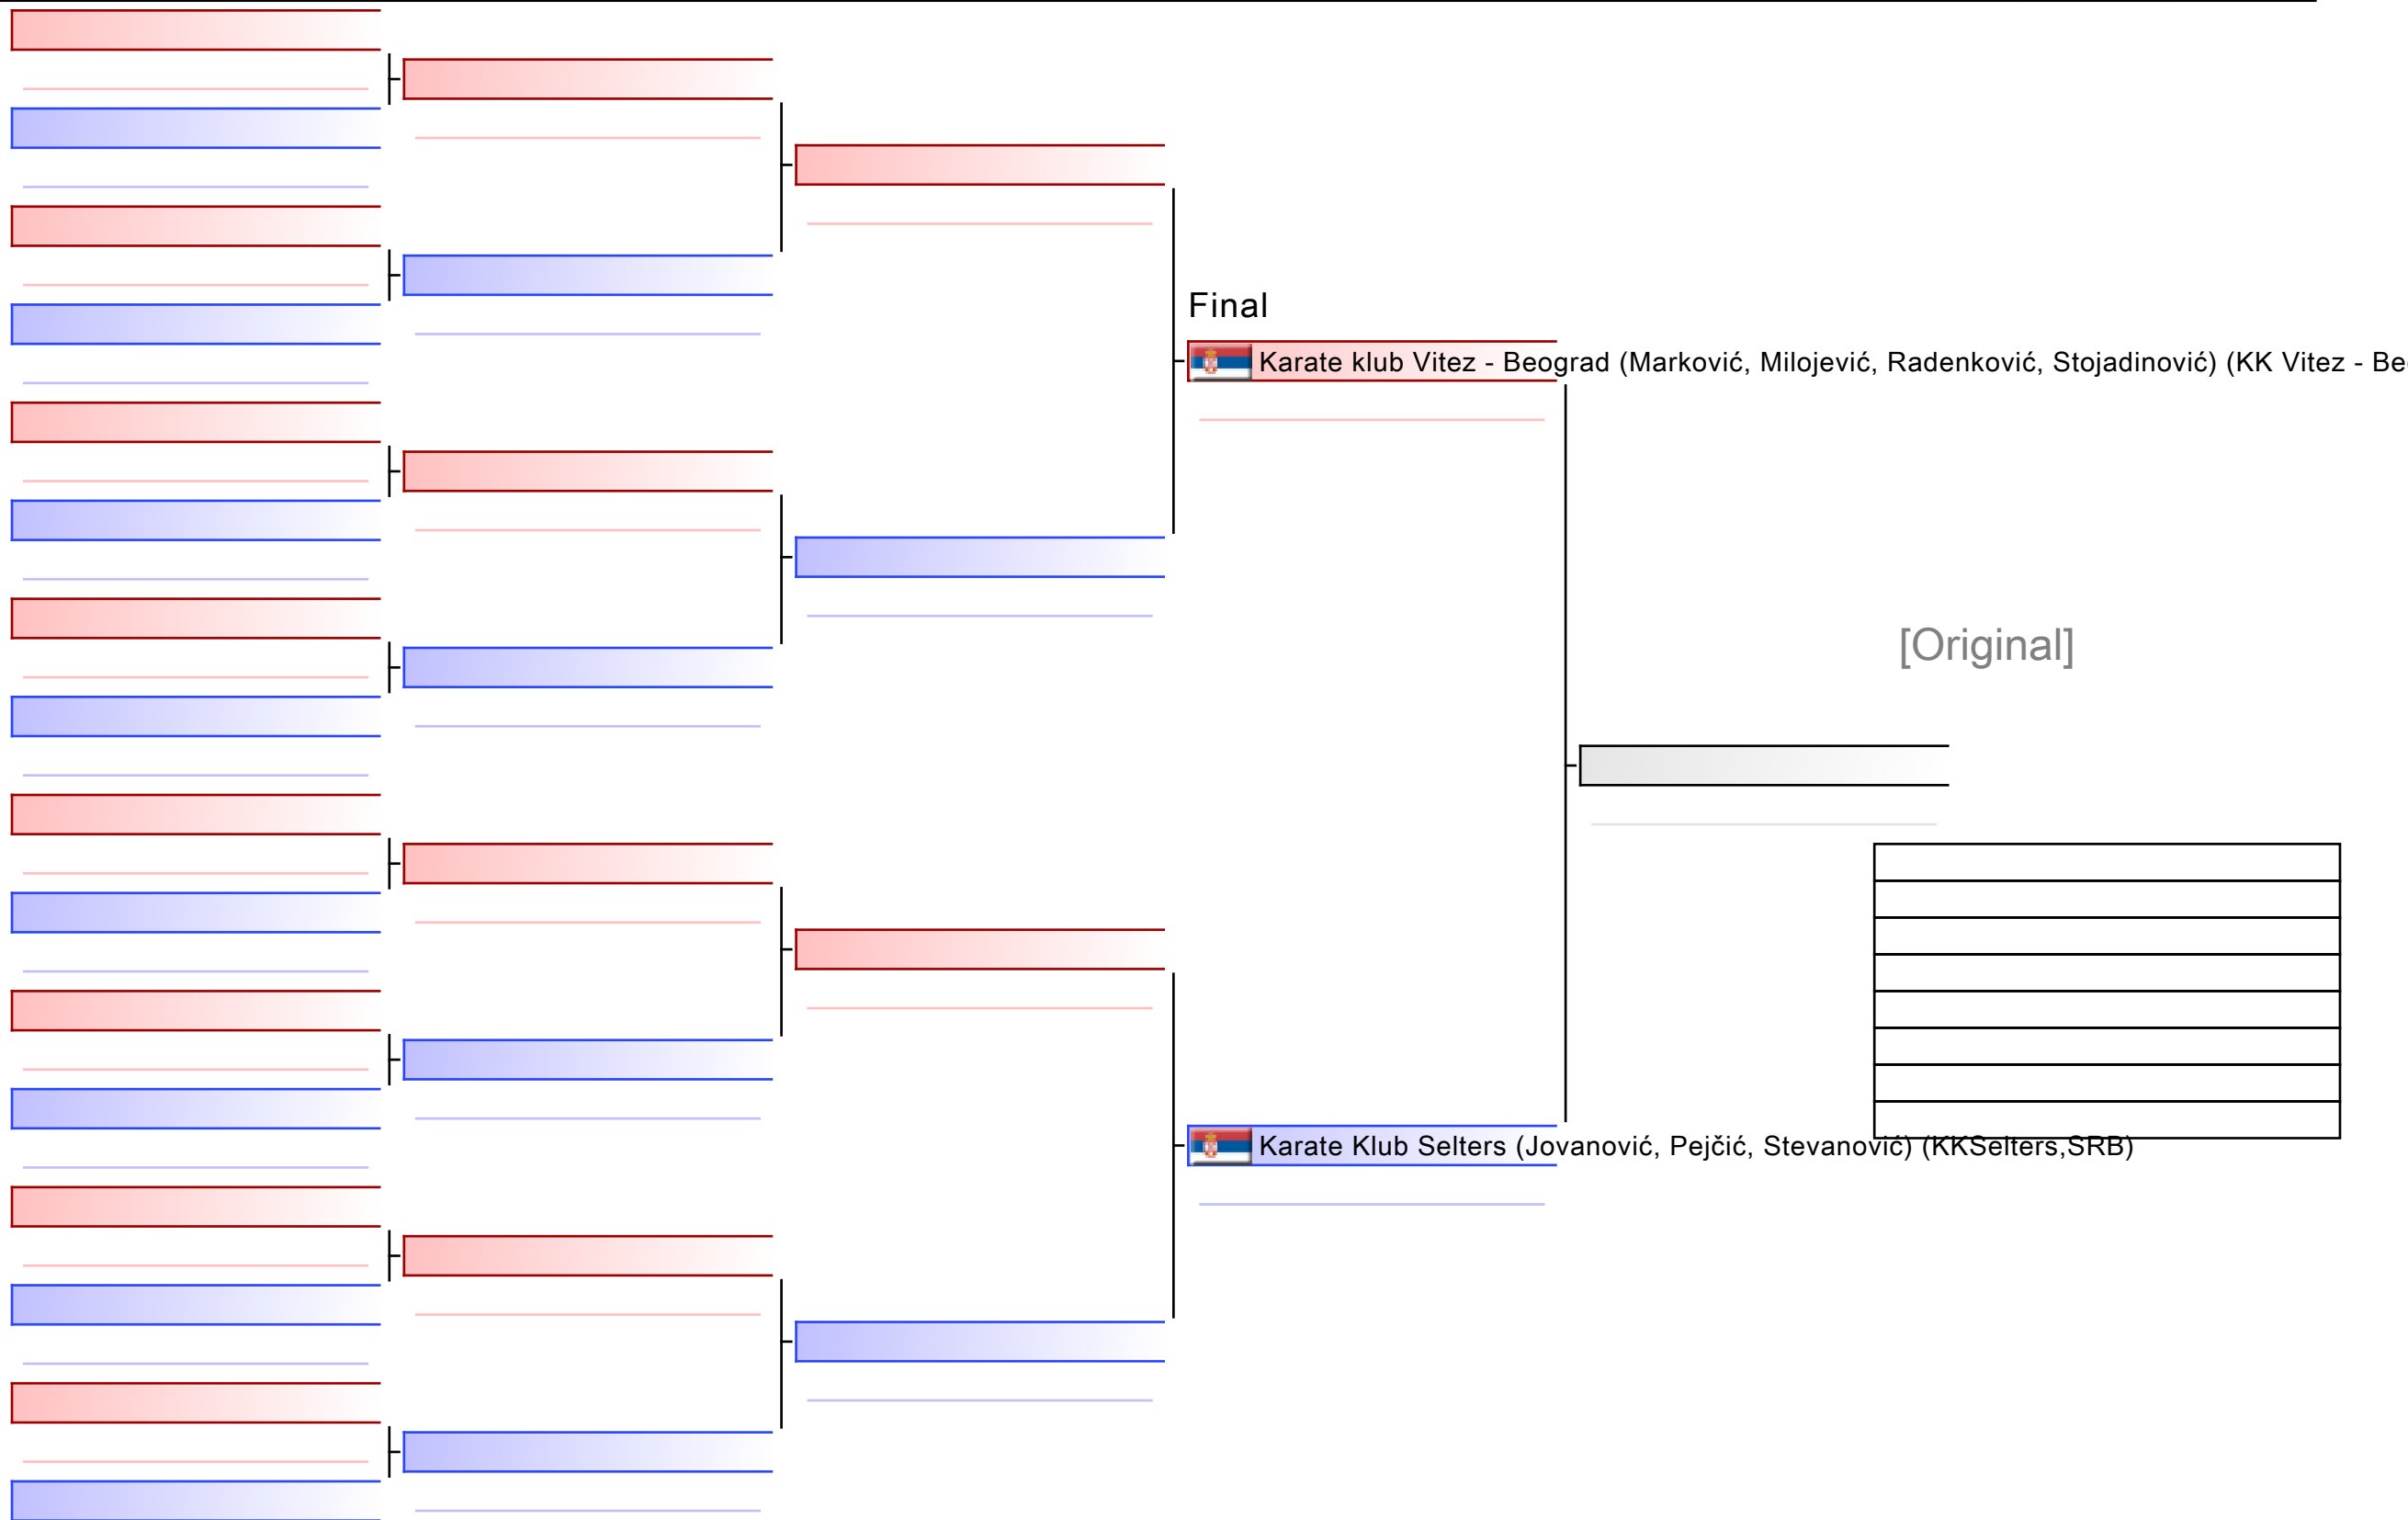 Final
Karate klub Vitez - Beograd (Marković, Milojević, Radenković, Stojadinović) (KK Vitez - Be
[Original]
Karate Klub Selters (Jovanović, Pejčić, Stevanović) (KKSelters,SRB)